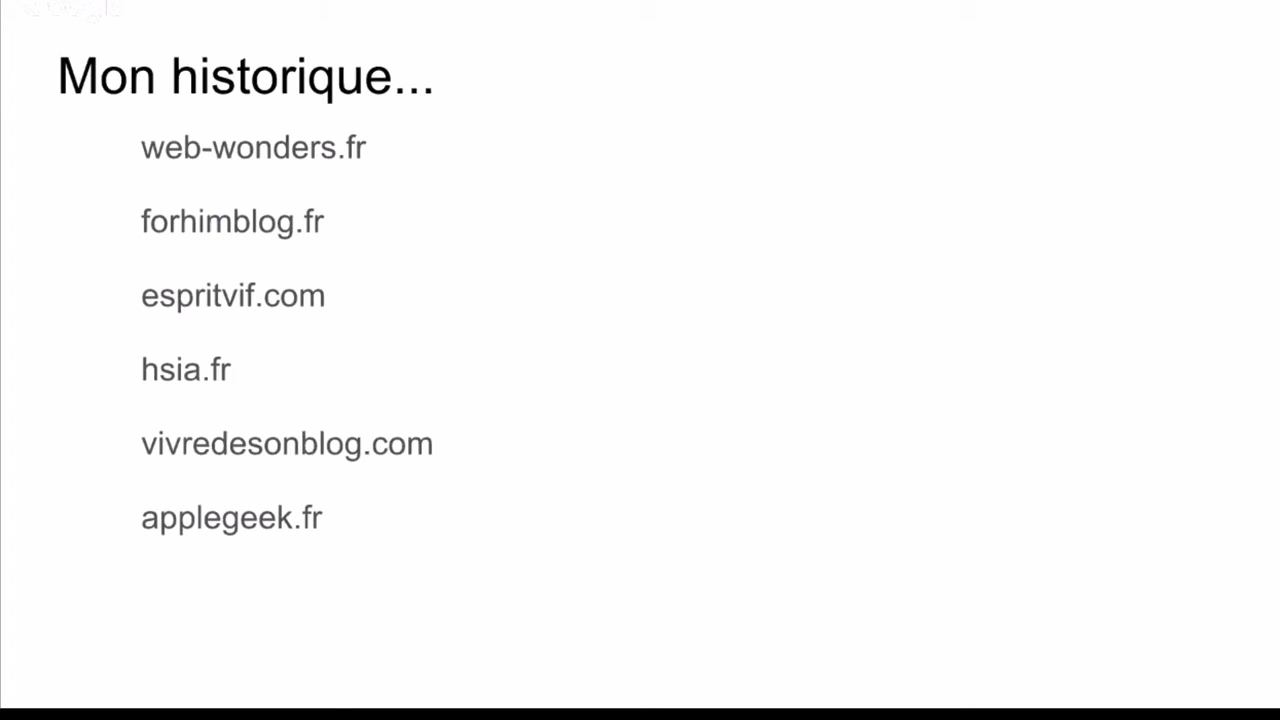 Mon historique...
web-wonders.fr
forhimblog.fr
espritvif.com
hsia.fr
vivredesonblog.com
applegeek.fr